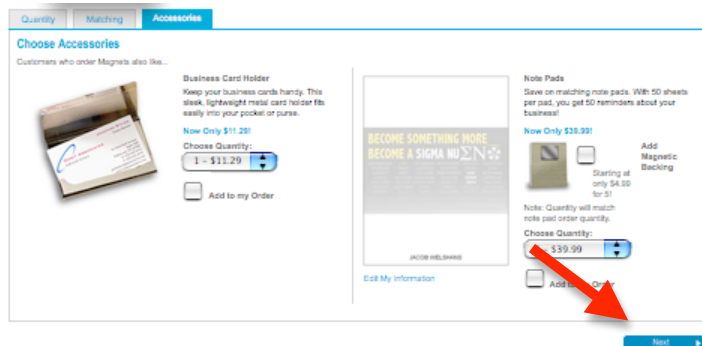 Quantity
Matching
Accessories
Choose Accessories
Customers who order Magnets also like...
Business Card Holder
Keep your business cards handy. This
sleek, lightweight metal card holder fits
easily into your pocket or purse.
Now Only $11.29!
Choose Quantity:
1 - $11.29
Add to my Order
BECOME SOMETHING MORE
BECOME A SIGMA NU ΣΝ
JACOB WELSHANS
Edit My Information
Note Pads
Save on matching note pads. With 50 sheets
per pad, you get 50 reminders about your
business!
Now Only $39.99!
Add
Magnetic
Backing
Starting at
only $4.99
for 5!
Note: Quantity will match
note pad order quantity.
Choose Quantity:
- $39.99
Add to Order
Next